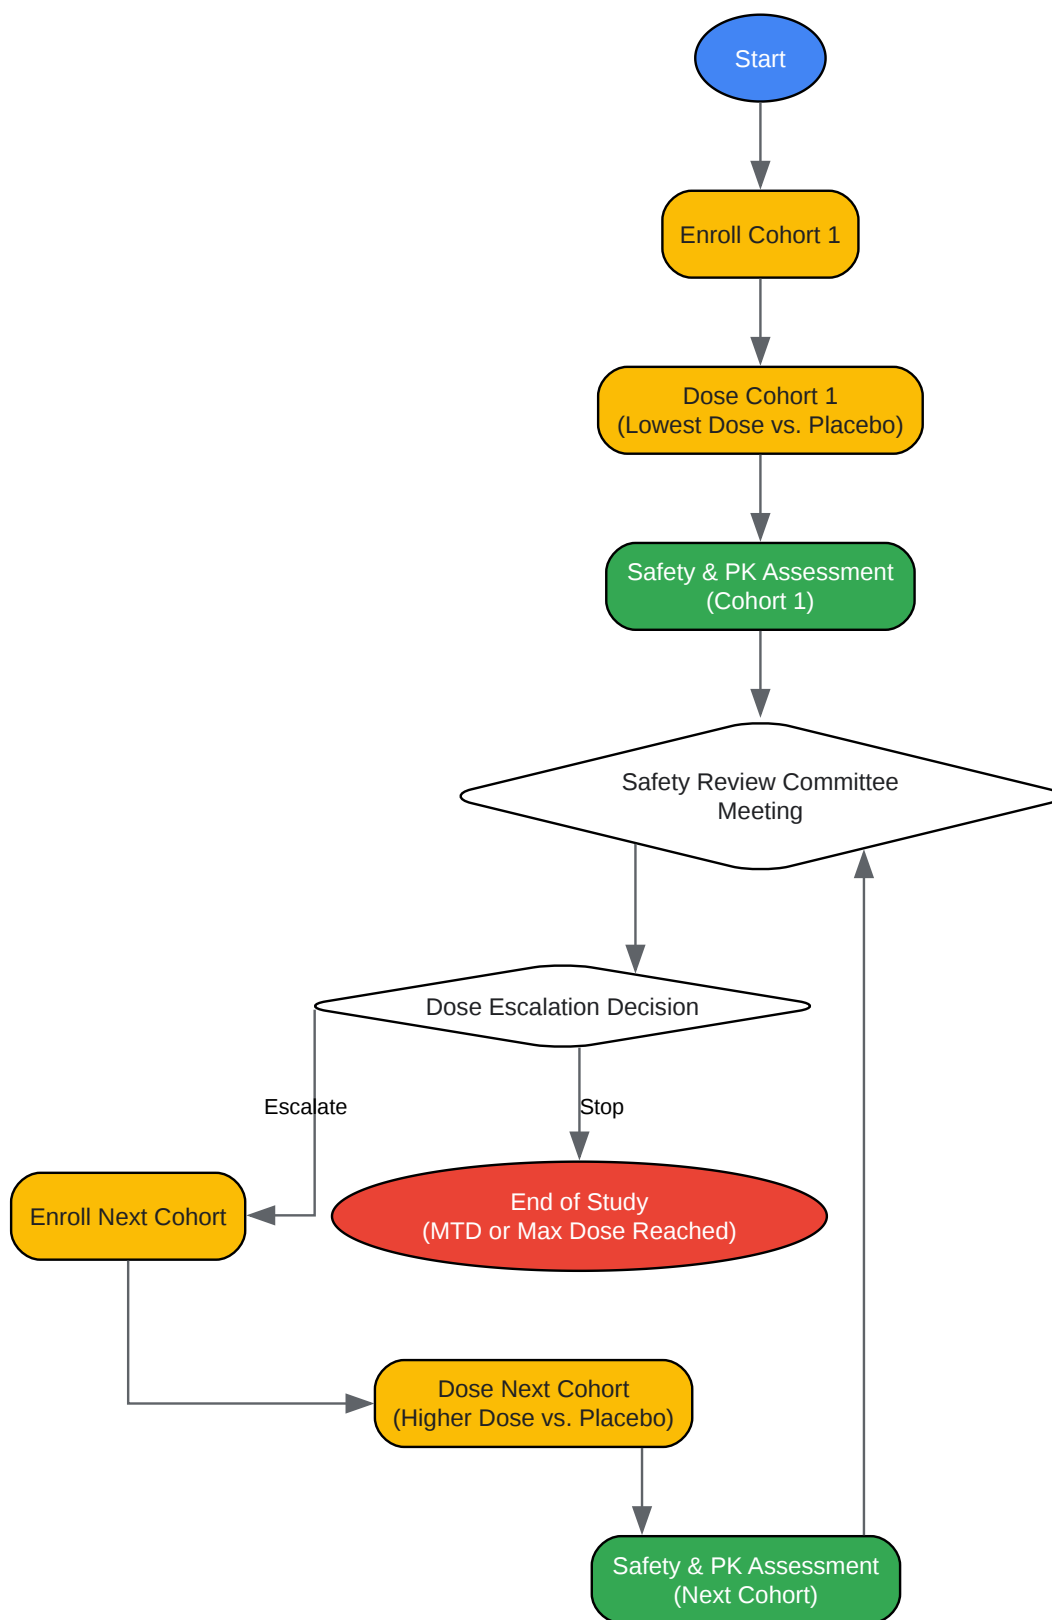 Start
Enroll Cohort 1
Dose Cohort 1
(Lowest Dose vs. Placebo)
Safety & PK Assessment
(Cohort 1)
Safety Review Committee
Meeting
Dose Escalation Decision
Escalate
Stop
Enroll Next Cohort
End of Study
(MTD or Max Dose Reached)
Dose Next Cohort
(Higher Dose vs. Placebo)
Safety & PK Assessment
(Next Cohort)